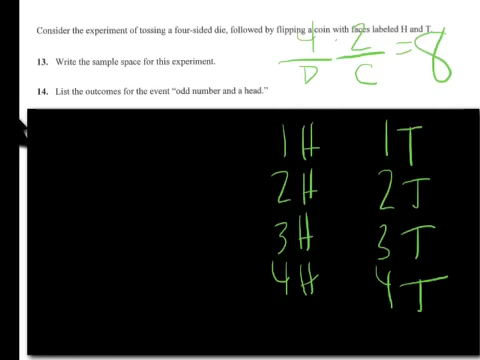 Consider the experiment of tossing a four-sided die, followed by flipping a coin with faces labeled H and T.
4 · 2 = 8
D C
13. Write the sample space for this experiment.
14. List the outcomes for the event “odd number and a head.”
1H 1T
2H 2T
3H 3T
4H 4T